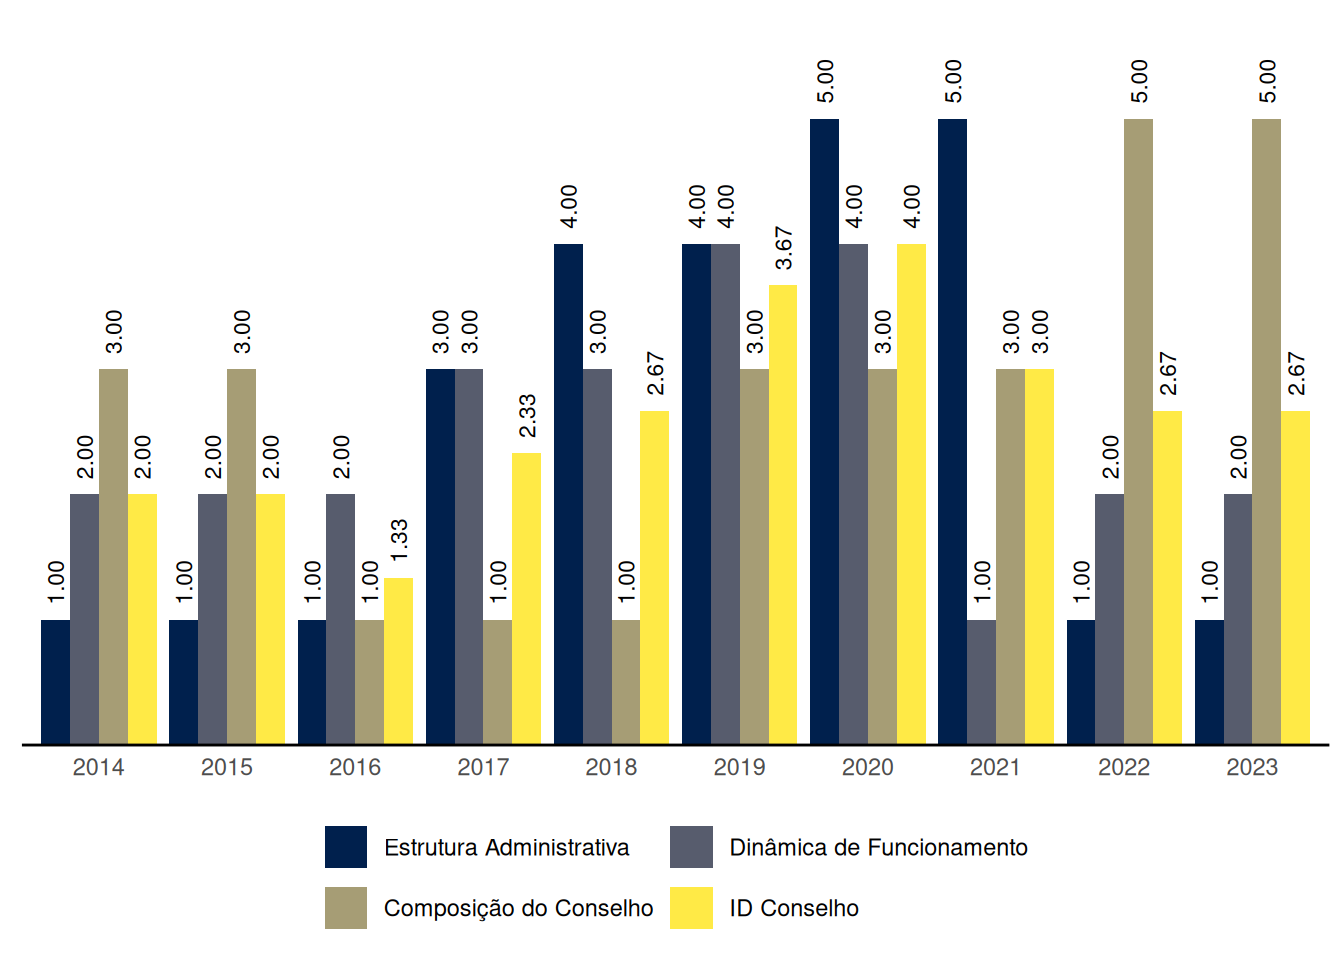 1.00 2.00 3.00 2.00
1.00 2.00 3.00 2.00
1.00 2.00 1.00 1.33
3.00 3.00 1.00 2.33
4.00 3.00 1.00 2.67
4.00 4.00 3.00 3.67
5.00 4.00 3.00 4.00
5.00 1.00 3.00 3.00
1.00 2.00 5.00 2.67
1.00 2.00 5.00 2.67
2014 2015 2016 2017 2018 2019 2020 2021 2022 2023
Estrutura Administrativa Dinâmica de Funcionamento
Composição do Conselho ID Conselho